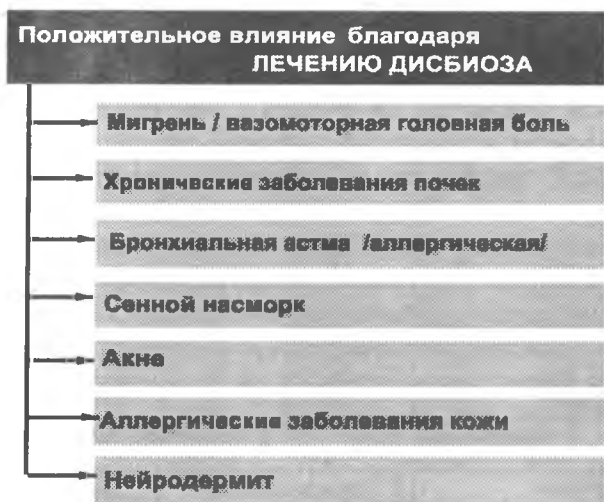 Положительное влияние благодаря
ЛЕЧЕНИЮ ДИСБИОЗА
Мигрень / вазомоторная головная боль
Хронические заболевания почек
Бронхиальная астма /аллергическая/
Сенной насморк
Акне
Аллергические заболевания кожи
Нейродермит